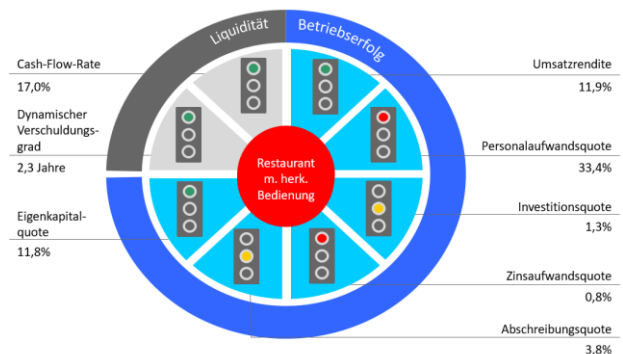 Liquidität
Betriebserfolg
Cash-Flow-Rate
17,0%
Dynamischer
Verschuldungs-
grad
2,3 Jahre
Eigenkapital-
quote
11,8%
Restaurant
m. herk.
Bedienung
Umsatzrendite
11,9%
Personalaufwandsquote
33,4%
Investitionsquote
1,3%
Zinsaufwandsquote
0,8%
Abschreibungsquote
3,8%